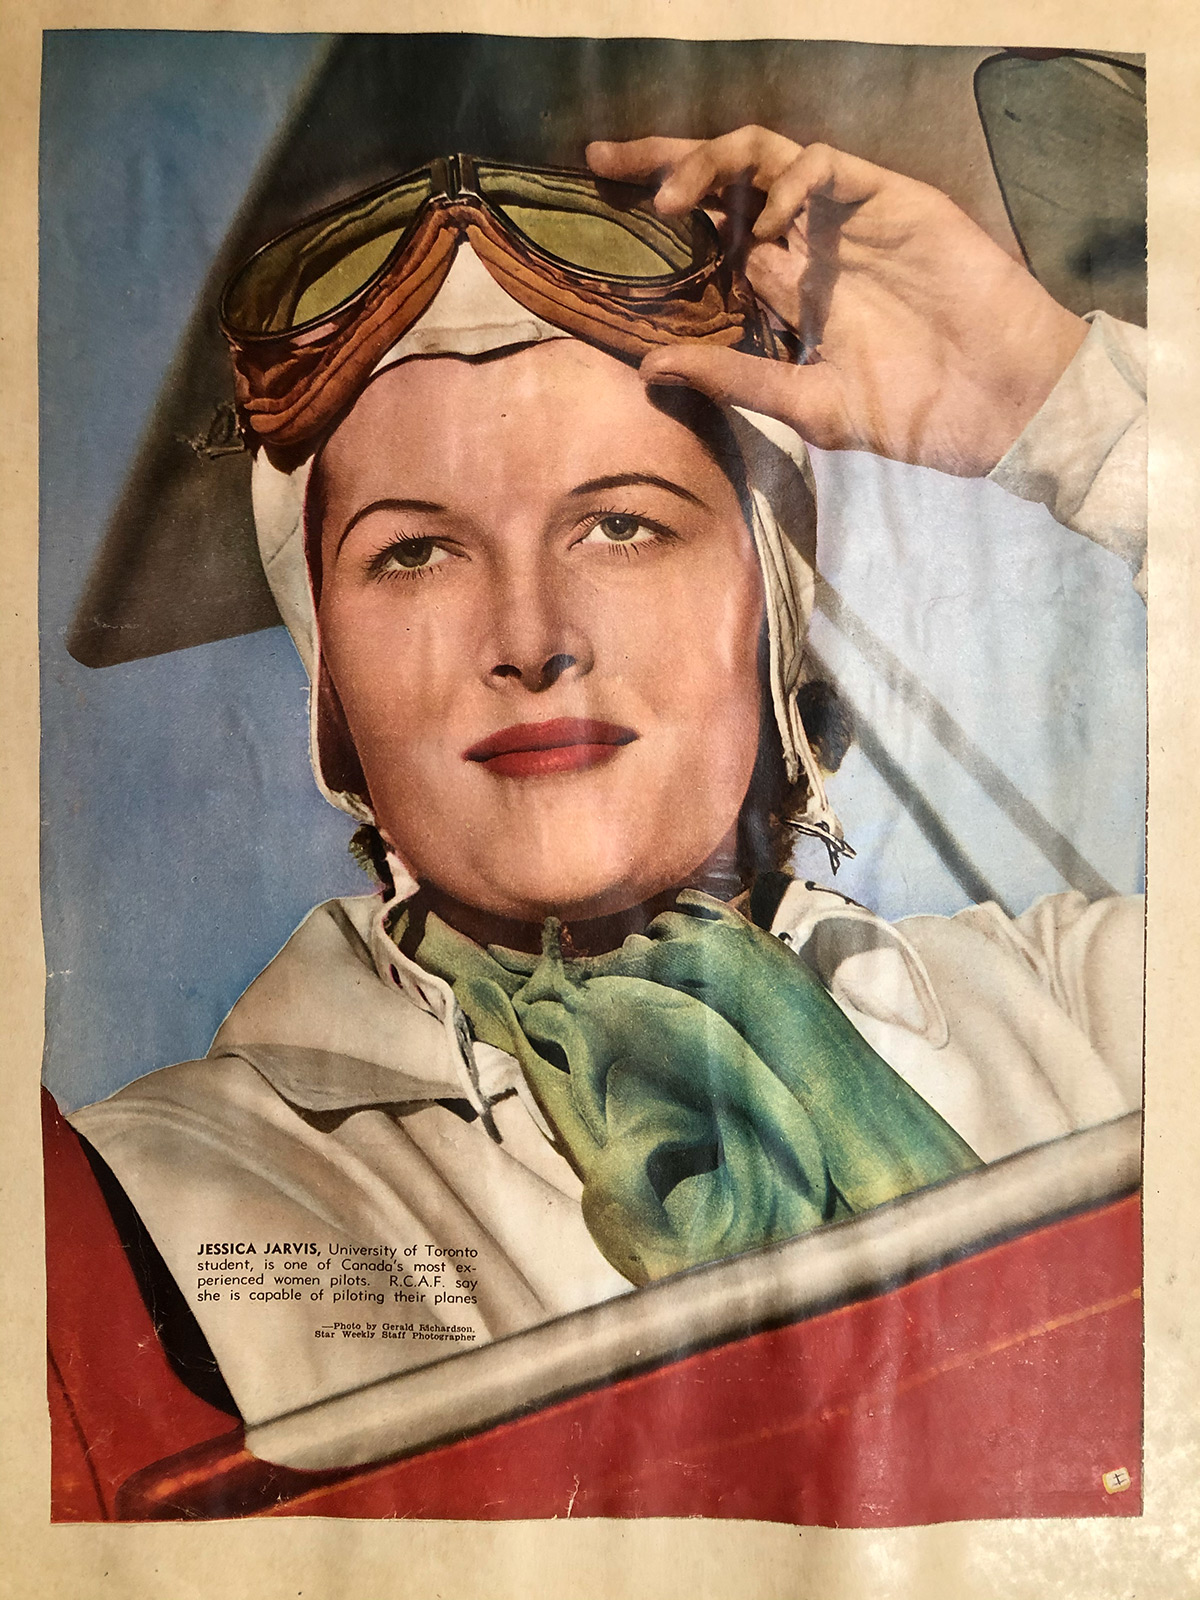 JESSICA JARVIS, University of Toronto
student, is one of Canada's most ex-
perienced women pilots. R.C.A.F. say
she is capable of piloting their planes
—Photo by Gerald Richardson,
Star Weekly Staff Photographer